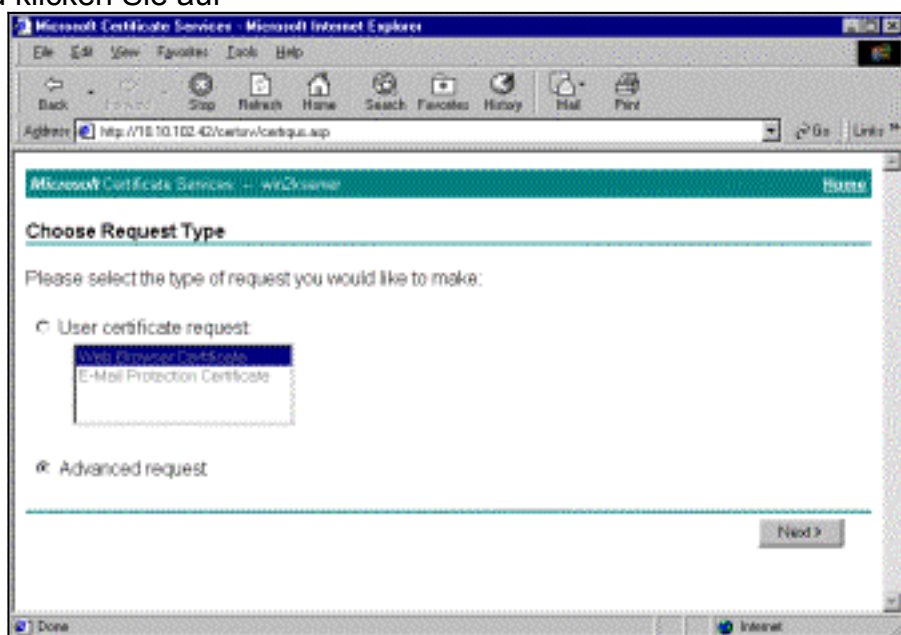 klicken Sie auf
Microsoft Certificate Services - Microsoft Internet Explorer
File Edit View Favorites Tools Help
Back Forward Stop Refresh Home Search Favorites History Mail Print
Address http://10.10.102.42/certsrv/certrqus.asp Go Links »
Microsoft Certificate Services -- win2kserver Home
Choose Request Type
Please select the type of request you would like to make:
User certificate request:
Web Browser Certificate
E-Mail Protection Certificate
Advanced request
Next >
Done Internet